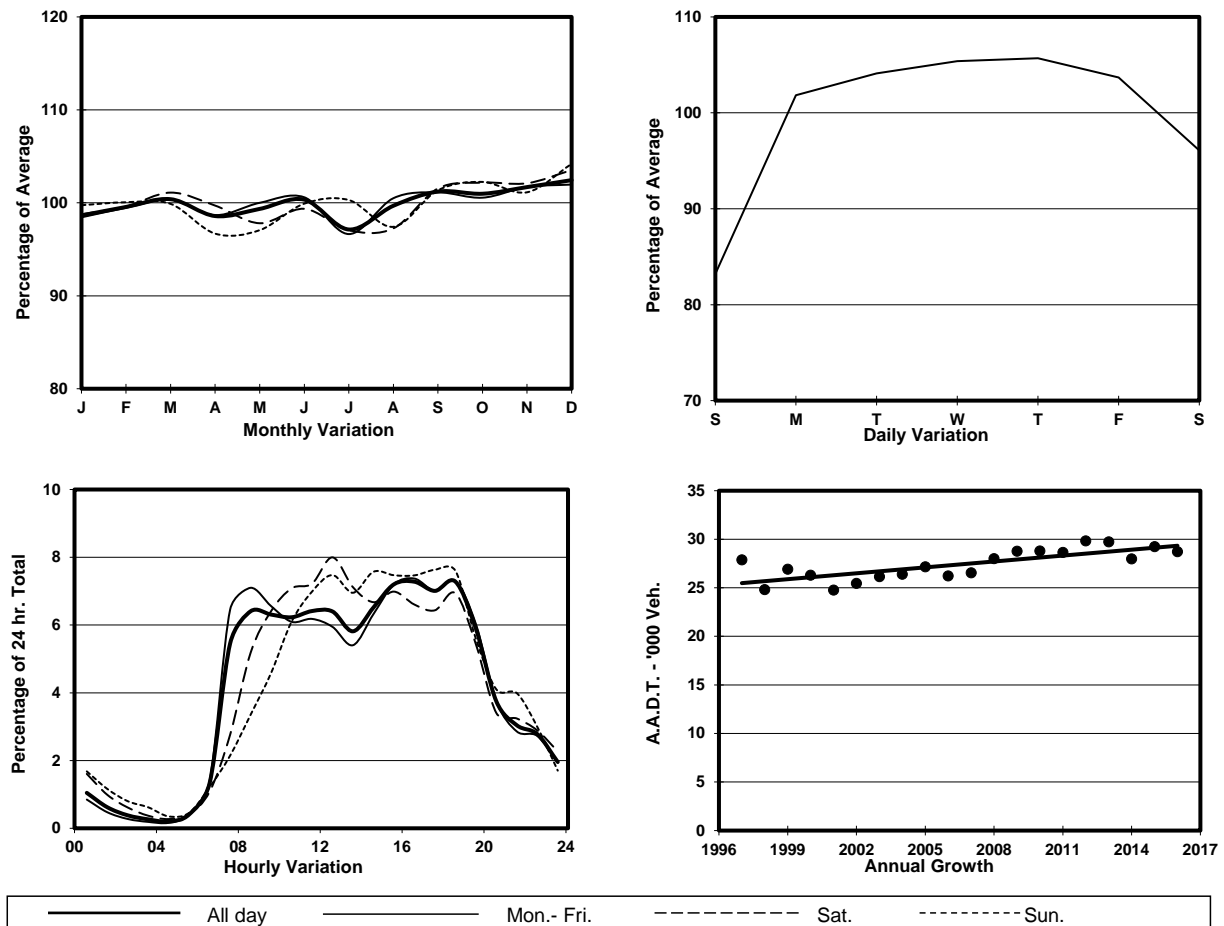 120
110
100
90
80
Percentage of Average
J F M A M J J A S O N D
Monthly Variation
110
100
90
80
70
Percentage of Average
S M T W T F S
Daily Variation
10
8
6
4
2
0
Percentage of 24 hr. Total
00 04 08 12 16 20 24
Hourly Variation
35
30
25
20
15
10
5
0
A.A.D.T. - '000 Veh.
1996 1999 2002 2005 2008 2011 2014 2017
Annual Growth
All day Mon.- Fri. Sat. Sun.